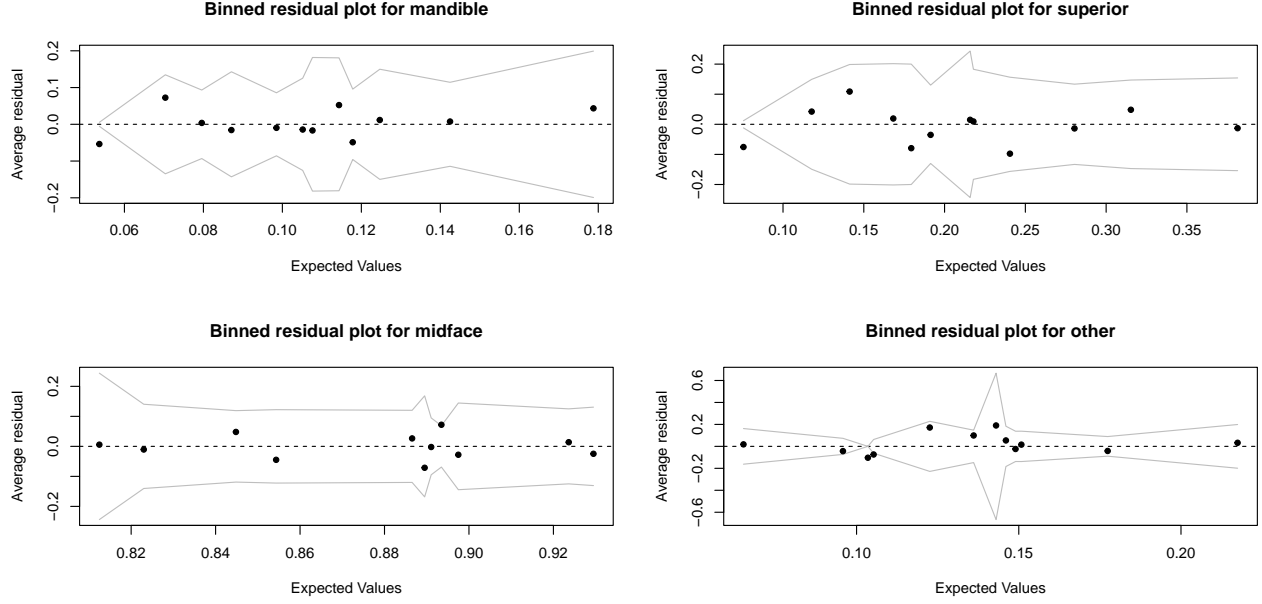 Binned residual plot for mandible
Average residual
0.2
0.1
0.0
−0.2
0.06 0.08 0.10 0.12 0.14 0.16 0.18
Expected Values
Binned residual plot for superior
Average residual
0.2
0.0
−0.2
0.10 0.15 0.20 0.25 0.30 0.35
Expected Values
Binned residual plot for midface
Average residual
0.2
0.0
−0.2
0.82 0.84 0.86 0.88 0.90 0.92
Expected Values
Binned residual plot for other
Average residual
0.6
0.2
−0.2
−0.6
0.10 0.15 0.20
Expected Values